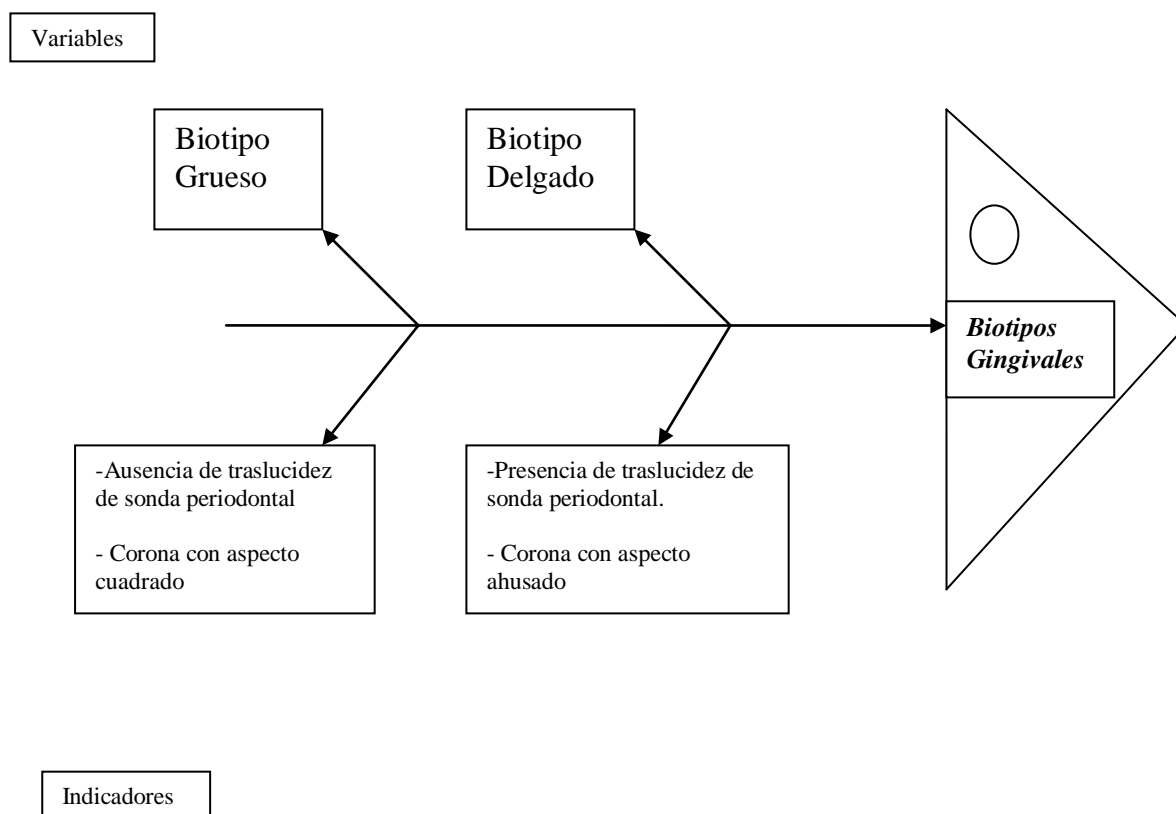 Variables
Biotipo
Grueso
Biotipo
Delgado
Biotipos
Gingivales
-Ausencia de traslucidez
de sonda periodontal
- Corona con aspecto
cuadrado
-Presencia de traslucidez de
sonda periodontal.
- Corona con aspecto
ahusado
Indicadores